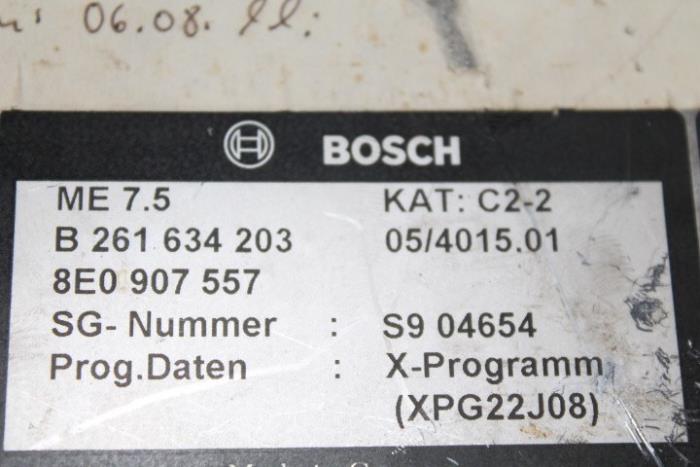 06.08.
BOSCH
ME 7.5 KAT: C2-2
B 261 634 203 05/4015.01
8E0 907 557
SG- Nummer : S9 04654
Prog.Daten : X-Programm
(XPG22J08)